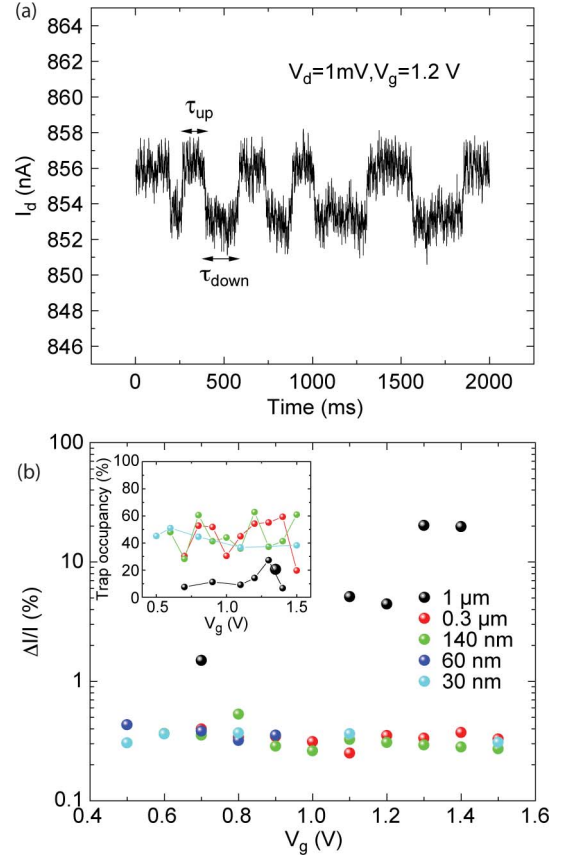 (a)
864
862
860
858
856
854
852
850
848
846
I_d (nA)
V_d=1mV,V_g=1.2 V
τ_up
τ_down
0 500 1000 1500 2000
Time (ms)
(b)
100
10
1
0.1
ΔI/I (%)
100
80
60
40
20
0
Trap occupancy (%)
0.5 1.0 1.5
V_g (V)
1 μm
0.3 μm
140 nm
60 nm
30 nm
0.4 0.6 0.8 1.0 1.2 1.4 1.6
V_g (V)